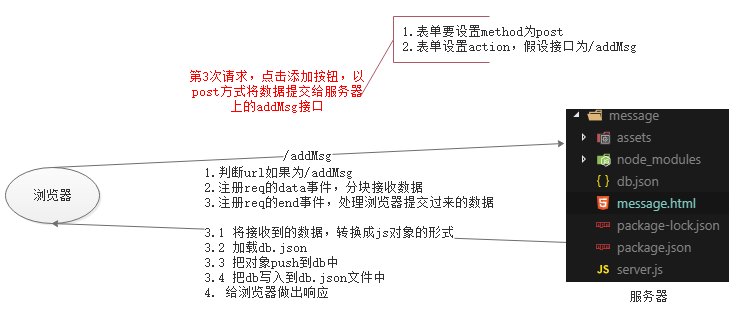 1.表单要设置method为post
2.表单设置action，假设接口为/addMsg
第3次请求，点击添加按钮，以
post方式将数据提交给服务器
上的addMsg接口
message
assets
node_modules
db.json
message.html
package-lock.json
package.json
server.js
服务器
浏览器
/addMsg
1.判断url如果为/addMsg
2.注册req的data事件，分块接收数据
3.注册req的end事件，处理浏览器提交过来的数据
3.1 将接收到的数据，转换成js对象的形式
3.2 加载db.json
3.3 把对象push到db中
3.4 把db写入到db.json文件中
4. 给浏览器做出响应